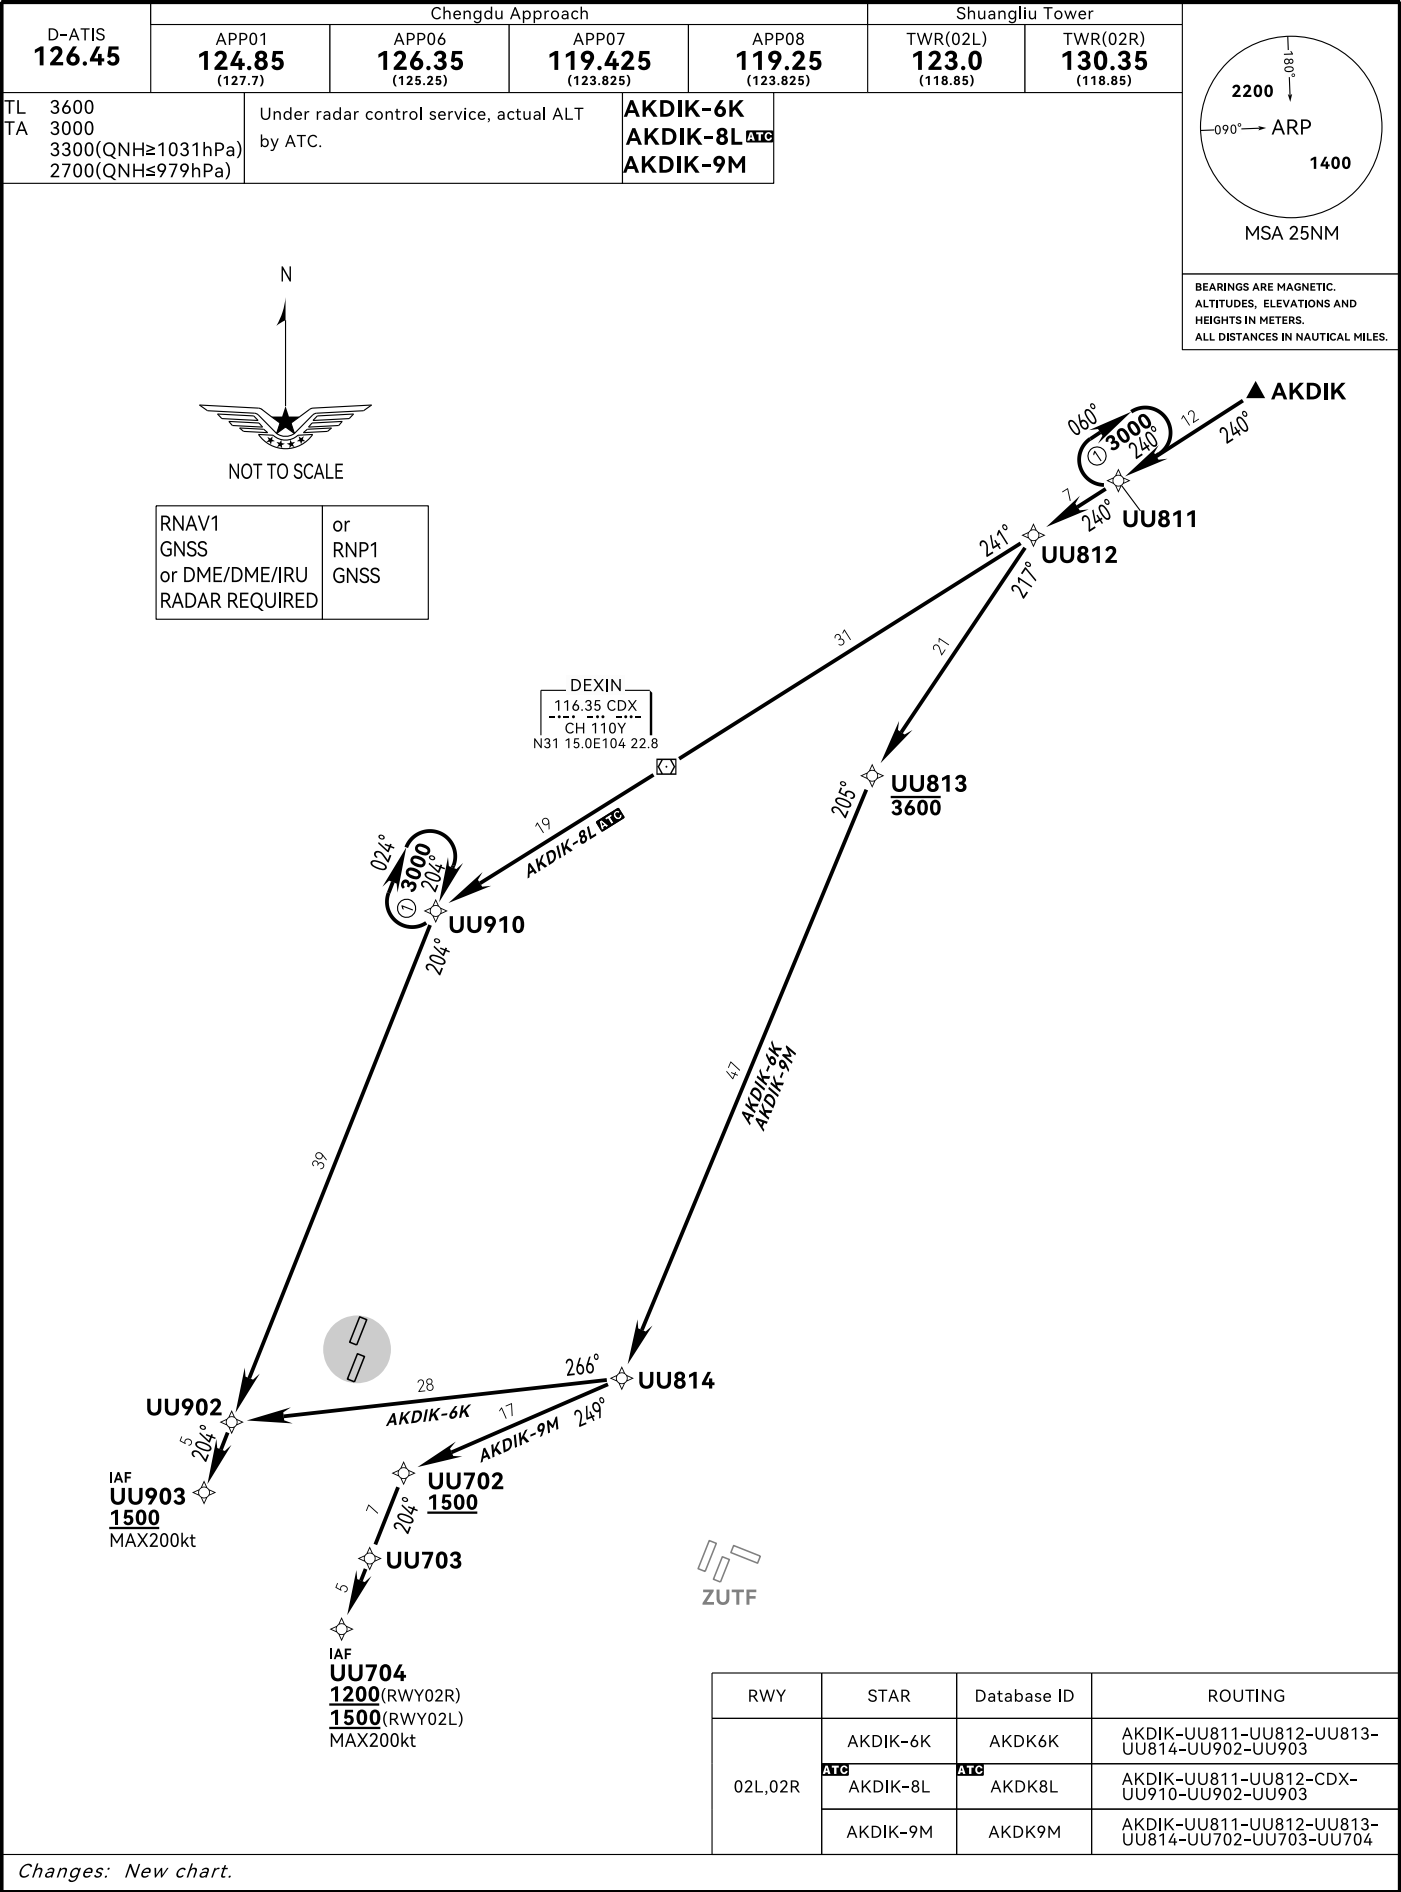 D-ATIS
126.45
Chengdu Approach
APP01
124.85
(127.7)
APP06
126.35
(125.25)
APP07
119.425
(123.825)
APP08
119.25
(123.825)
Shuangliu Tower
TWR(02L)
123.0
(118.85)
TWR(02R)
130.35
(118.85)
TL 3600
TA 3000
3300(QNH≥1031hPa)
2700(QNH≤979hPa)
Under radar control service, actual ALT
by ATC.
AKDIK-6K
AKDIK-8L ATC
AKDIK-9M
180°
2200
090°
ARP
1400
MSA 25NM
BEARINGS ARE MAGNETIC.
ALTITUDES, ELEVATIONS AND
HEIGHTS IN METERS.
ALL DISTANCES IN NAUTICAL MILES.
N
NOT TO SCALE
RNAV1
GNSS
or DME/DME/IRU
RADAR REQUIRED
or
RNP1
GNSS
AKDIK
12
240°
060°
1 3000
240°
UU811
7
240°
UU812
241°
217°
31
21
DEXIN
116.35 CDX
CH 110Y
N31 15.0E104 22.8
UU813
3600
205°
19
AKDIK-8L ATC
024°
1 3000
204°
UU910
204°
47
AKDIK-6K
AKDIK-9M
39
UU814
266°
28
AKDIK-6K
17
249°
AKDIK-9M
UU902
5
204°
IAF
UU903
1500
MAX200kt
UU702
1500
7
204°
UU703
5
IAF
UU704
1200(RWY02R)
1500(RWY02L)
MAX200kt
ZUTF
RWY STAR Database ID ROUTING
02L,02R
AKDIK-6K AKDK6K AKDIK-UU811-UU812-UU813-
UU814-UU902-UU903
ATC AKDIK-8L ATC AKDK8L AKDIK-UU811-UU812-CDX-
UU910-UU902-UU903
AKDIK-9M AKDK9M AKDIK-UU811-UU812-UU813-
UU814-UU702-UU703-UU704
Changes: New chart.